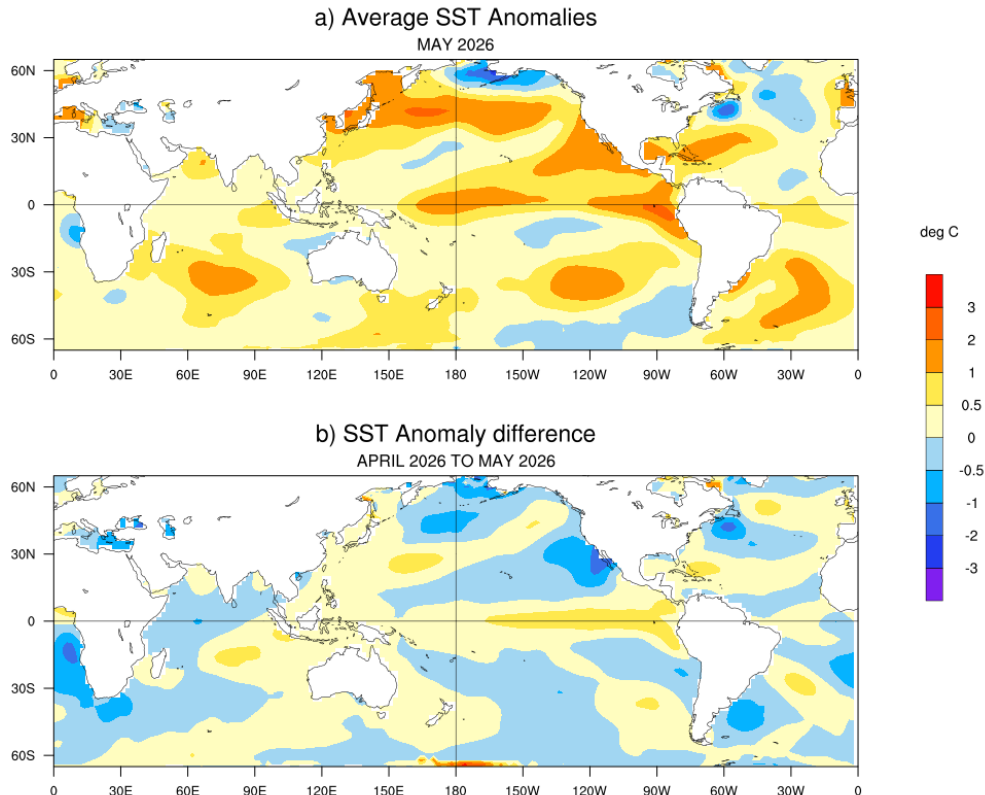 a) Average SST Anomalies
MAY 2026
60N
30N
0
30S
60S
0 30E 60E 90E 120E 150E 180 150W 120W 90W 60W 30W 0
deg C
3
2
1
0.5
0
-0.5
-1
-2
-3
b) SST Anomaly difference
APRIL 2026 TO MAY 2026
60N
30N
0
30S
60S
0 30E 60E 90E 120E 150E 180 150W 120W 90W 60W 30W 0